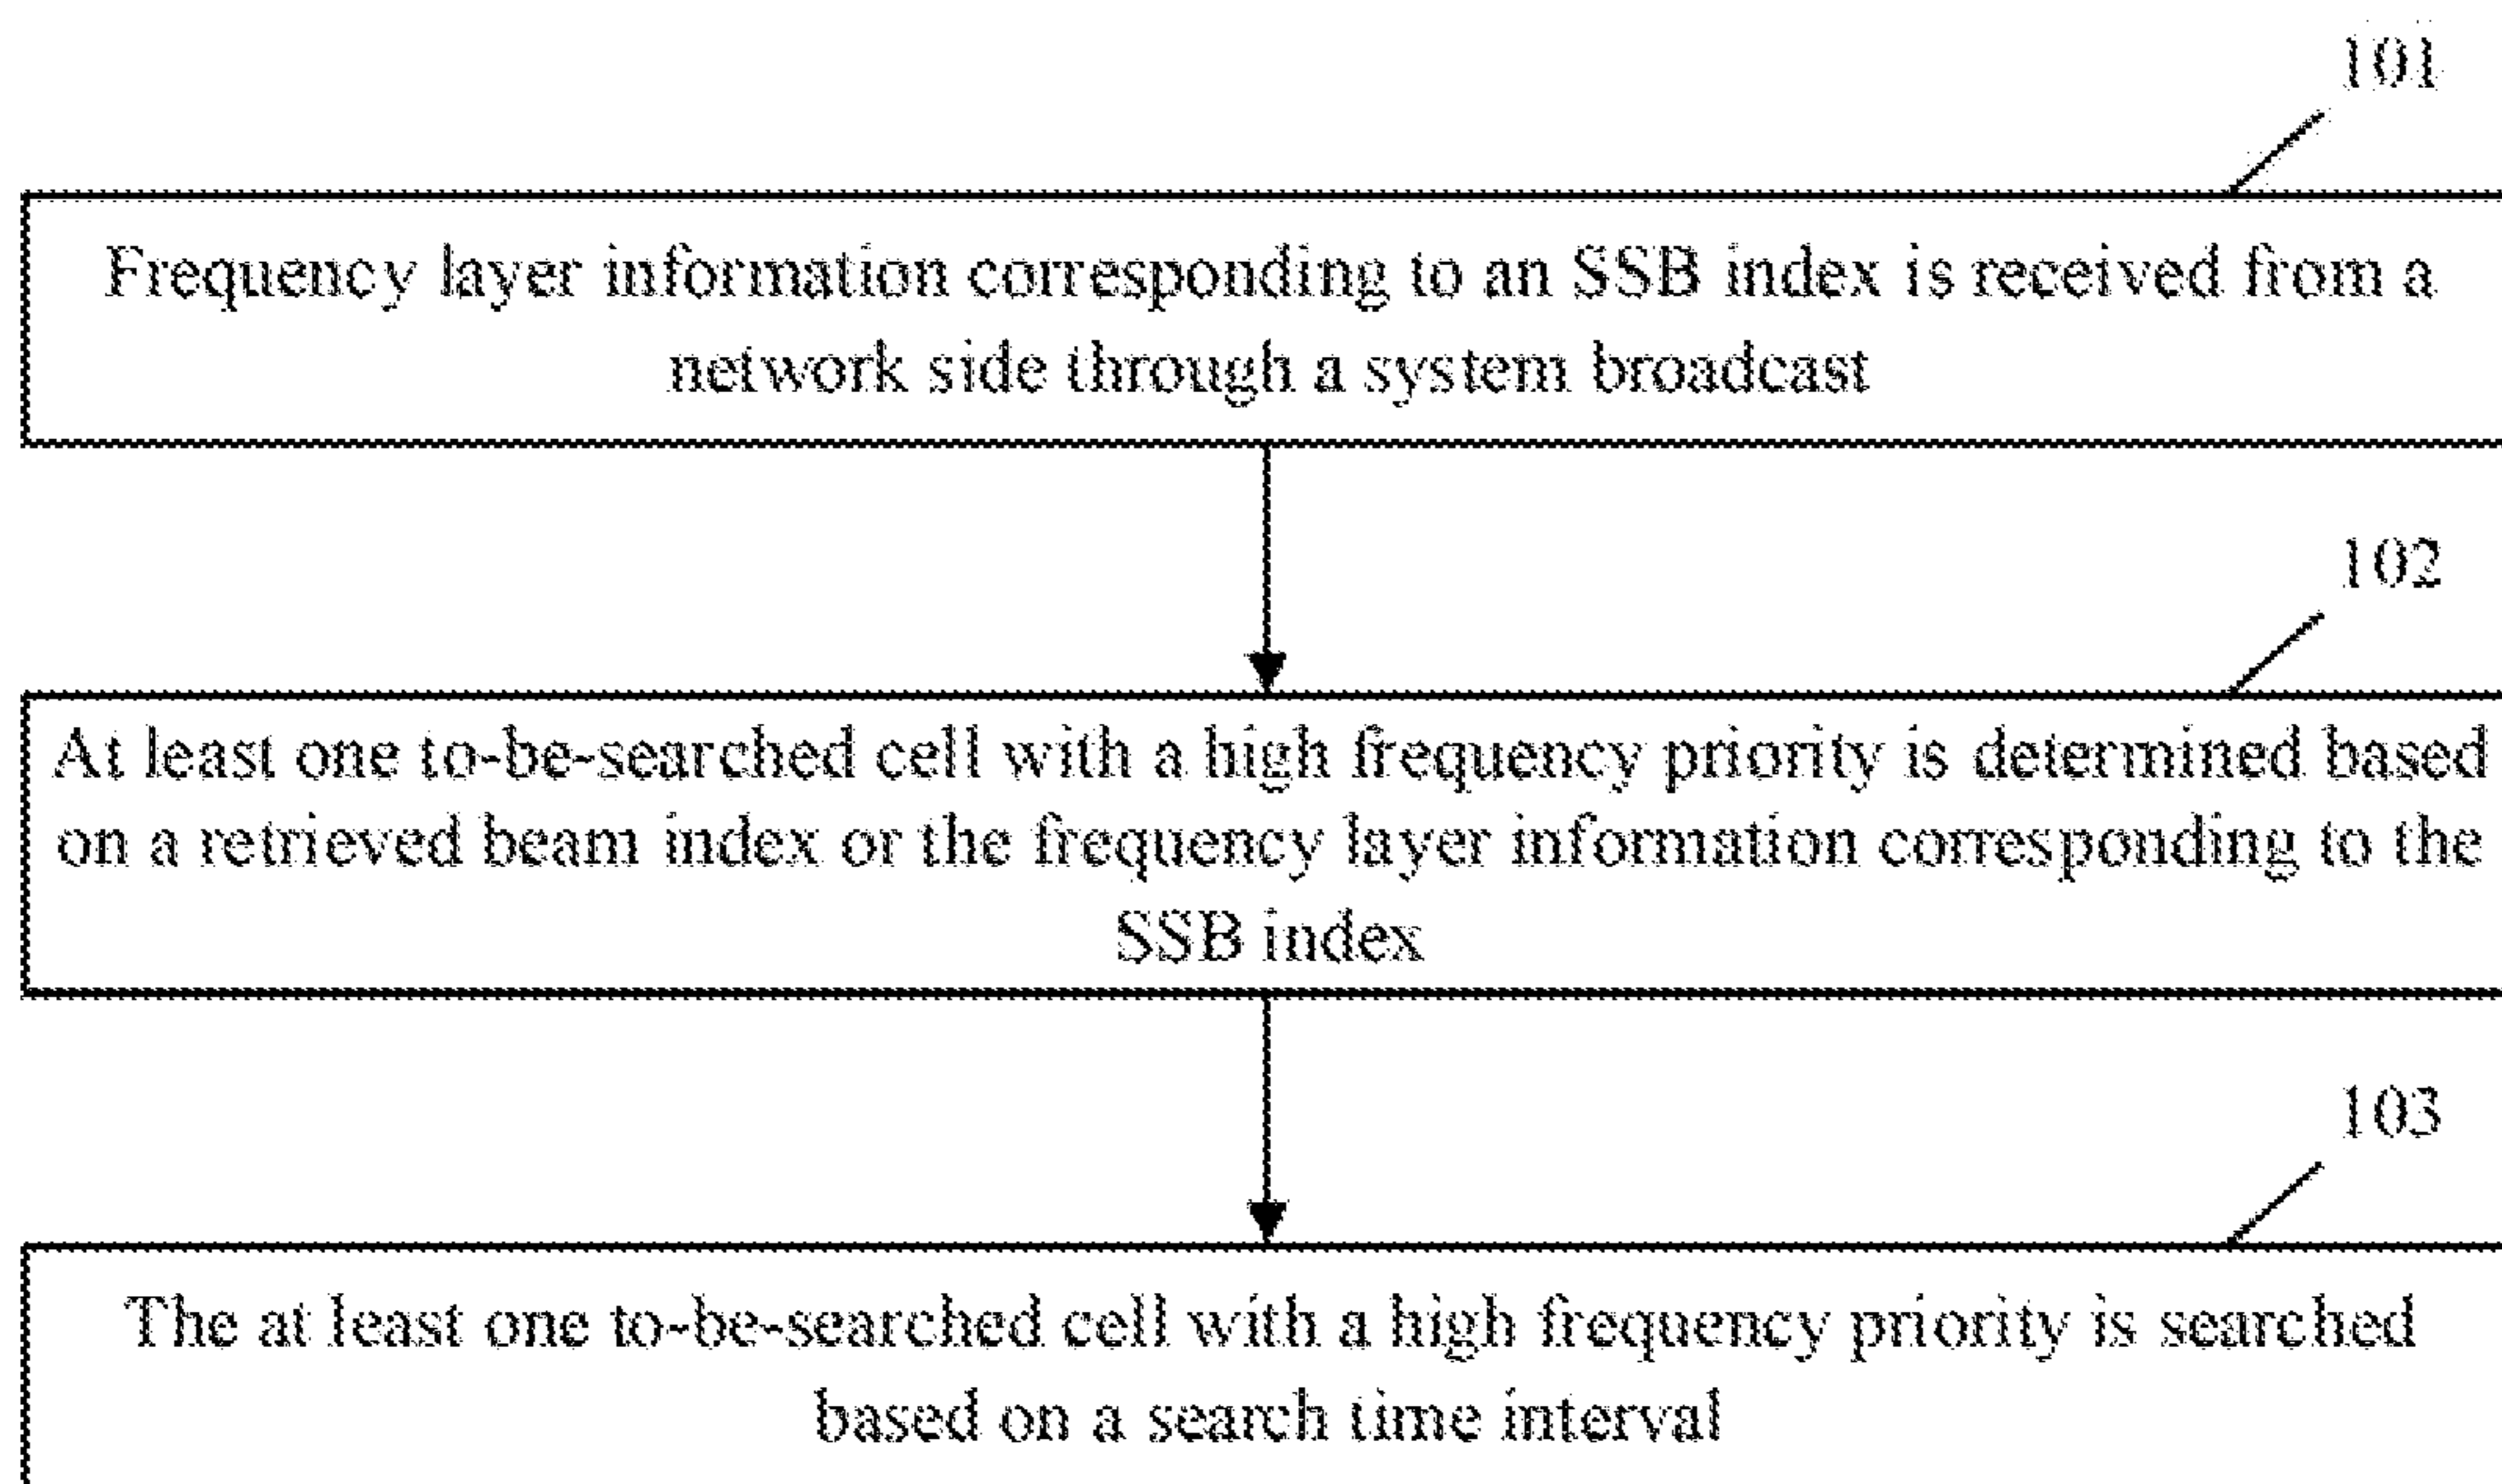 101
Frequency layer information corresponding to an SSB index is received from a
network side through a system broadcast
102
At least one to-be-searched cell with a high frequency priority is determined based
on a retrieved beam index or the frequency layer information corresponding to the
SSB index
103
The at least one to-be-searched cell with a high frequency priority is searched
based on a search time interval